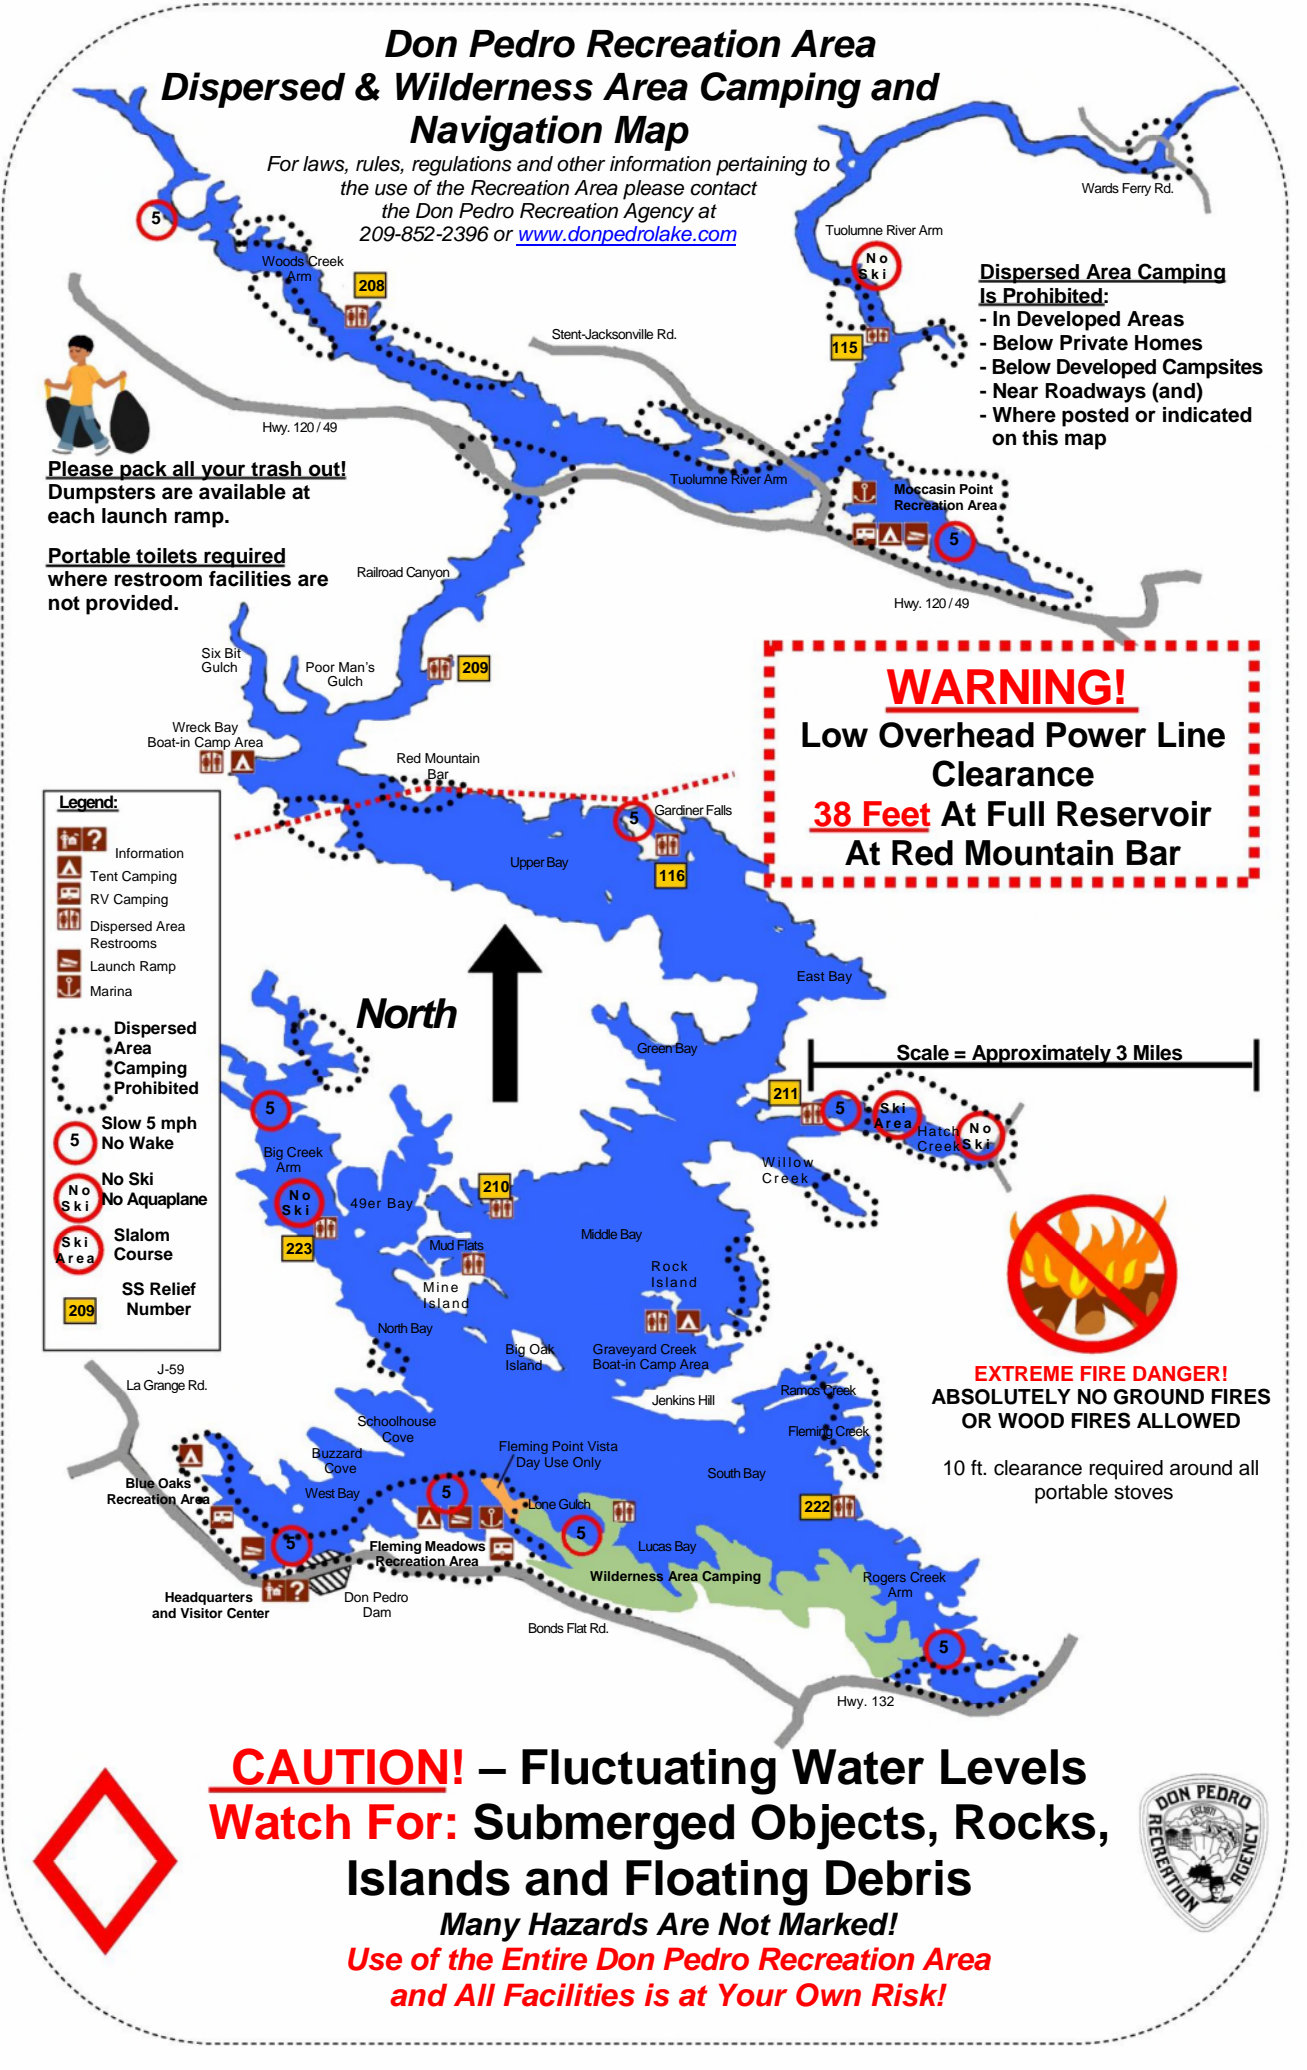 Don Pedro Recreation Area
Dispersed & Wilderness Area Camping and
Navigation Map
For laws, rules, regulations and other information pertaining to
the use of the Recreation Area please contact
the Don Pedro Recreation Agency at
209-852-2396 or www.donpedrolake.com
Wards Ferry Rd.
5
Tuolumne River Arm
No
Ski
Woods Creek
Arm
208
Dispersed Area Camping
Is Prohibited:
- In Developed Areas
- Below Private Homes
- Below Developed Campsites
- Near Roadways (and)
- Where posted or indicated
on this map
Stent-Jacksonville Rd.
115
Hwy. 120 / 49
Please pack all your trash out!
Dumpsters are available at
each launch ramp.
Tuolumne River Arm
Moccasin Point
Recreation Area
5
Portable toilets required
where restroom facilities are
not provided.
Railroad Canyon
Hwy. 120 / 49
Six Bit
Gulch
Poor Man's
Gulch
209
WARNING!
Low Overhead Power Line
Clearance
38 Feet At Full Reservoir
At Red Mountain Bar
Wreck Bay
Boat-in Camp Area
Red Mountain
Bar
5
Gardiner Falls
Upper Bay
116
Legend:
?
Information
Tent Camping
RV Camping
Dispersed Area
Restrooms
Launch Ramp
Marina
Dispersed
Area
Camping
Prohibited
5
Slow 5 mph
No Wake
No
Ski
No Ski
No Aquaplane
Ski
Area
Slalom
Course
209
SS Relief
Number
East Bay
North
Green Bay
Scale = Approximately 3 Miles
211
5
Ski
Area
Hatch
Creek
No
Ski
5
Big Creek
Arm
Willow
Creek
No
Ski
49er Bay
210
223
Mud Flats
Middle Bay
Rock
Island
Mine
Island
North Bay
Big Oak
Island
Graveyard Creek
Boat-in Camp Area
EXTREME FIRE DANGER!
ABSOLUTELY NO GROUND FIRES
OR WOOD FIRES ALLOWED
10 ft. clearance required around all
portable stoves
J-59
La Grange Rd.
Jenkins Hill
Ramos Creek
Fleming Creek
Schoolhouse
Cove
Buzzard
Cove
Fleming Point Vista
Day Use Only
South Bay
Blue Oaks
Recreation Area
West Bay
5
Lone Gulch
222
5
5
Fleming Meadows
Recreation Area
Lucas Bay
Wilderness Area Camping
Rogers Creek
Arm
?
Headquarters
and Visitor Center
Don Pedro
Dam
Bonds Flat Rd.
5
Hwy. 132
CAUTION! – Fluctuating Water Levels
Watch For: Submerged Objects, Rocks,
Islands and Floating Debris
Many Hazards Are Not Marked!
Use of the Entire Don Pedro Recreation Area
and All Facilities is at Your Own Risk!
DON PEDRO
EST. 1971
RECREATION
AGENCY